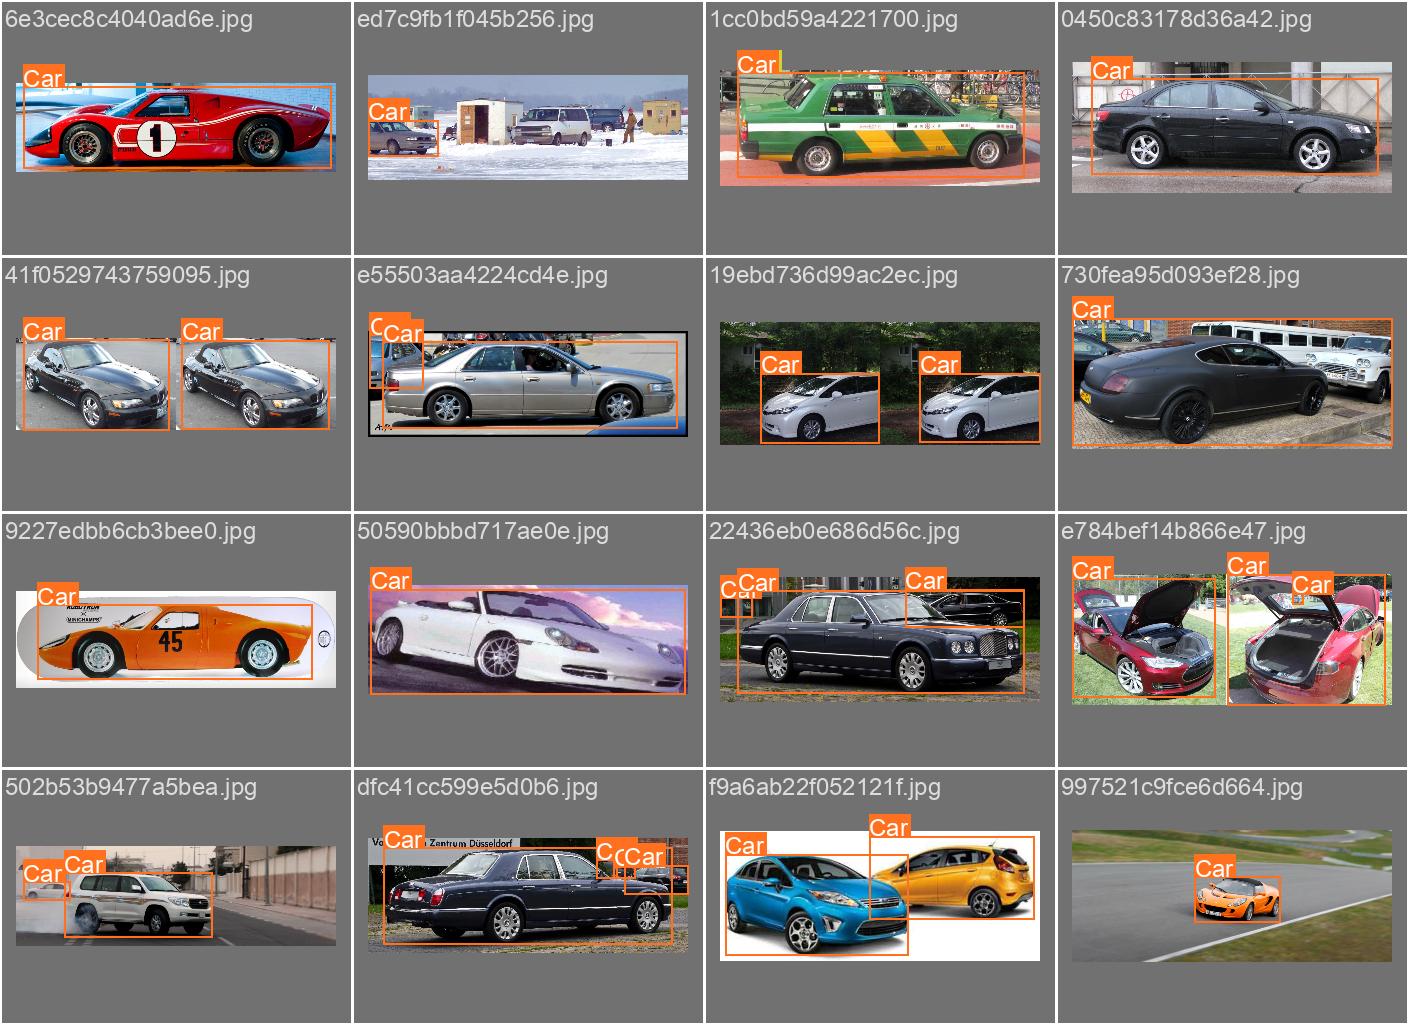 6e3cec8c4040ad6e.jpg
ed7c9fb1f045b256.jpg
1cc0bd59a4221700.jpg
0450c83178d36a42.jpg
Car
Car
Car
Car
1
41f0529743759095.jpg
e55503aa4224cd4e.jpg
19ebd736d99ac2ec.jpg
730fea95d093ef28.jpg
Car
Car
C
Car
Car
Car
Car
9227edbb6cb3bee0.jpg
50590bbbd717ae0e.jpg
22436eb0e686d56c.jpg
e784bef14b866e47.jpg
Car
MINICHAMPS
45
Car
Ca
Car
Car
Car
Car
Car
502b53b9477a5bea.jpg
dfc41cc599e5d0b6.jpg
f9a6ab22f052121f.jpg
997521c9fce6d664.jpg
Car
Car
Car
Zentrum Düsseldorf
C
C
Car
Car
Car
Car